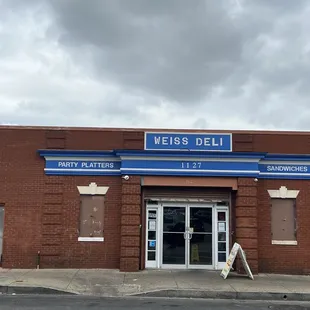 WEISS DELI
PARTY PLATTERS
1127
SANDWICHES